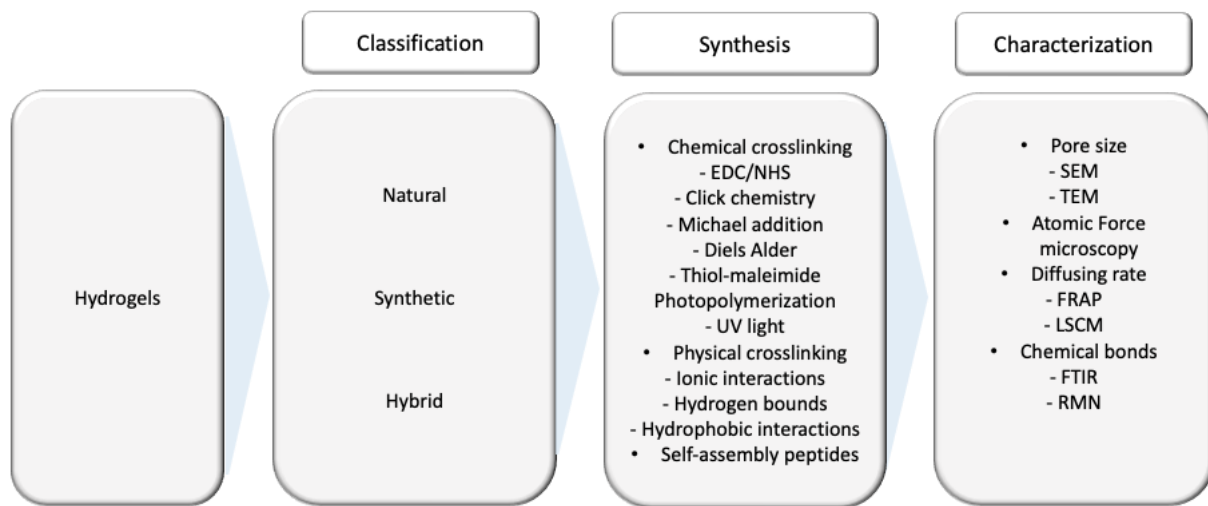 Classification
Synthesis
Characterization
Hydrogels
Natural
Synthetic
Hybrid
• Chemical crosslinking
- EDC/NHS
- Click chemistry
- Michael addition
- Diels Alder
- Thiol-maleimide
Photopolymerization
- UV light
• Physical crosslinking
- Ionic interactions
- Hydrogen bounds
- Hydrophobic interactions
• Self-assembly peptides
• Pore size
- SEM
- TEM
• Atomic Force
microscopy
• Diffusing rate
- FRAP
- LSCM
• Chemical bonds
- FTIR
- RMN